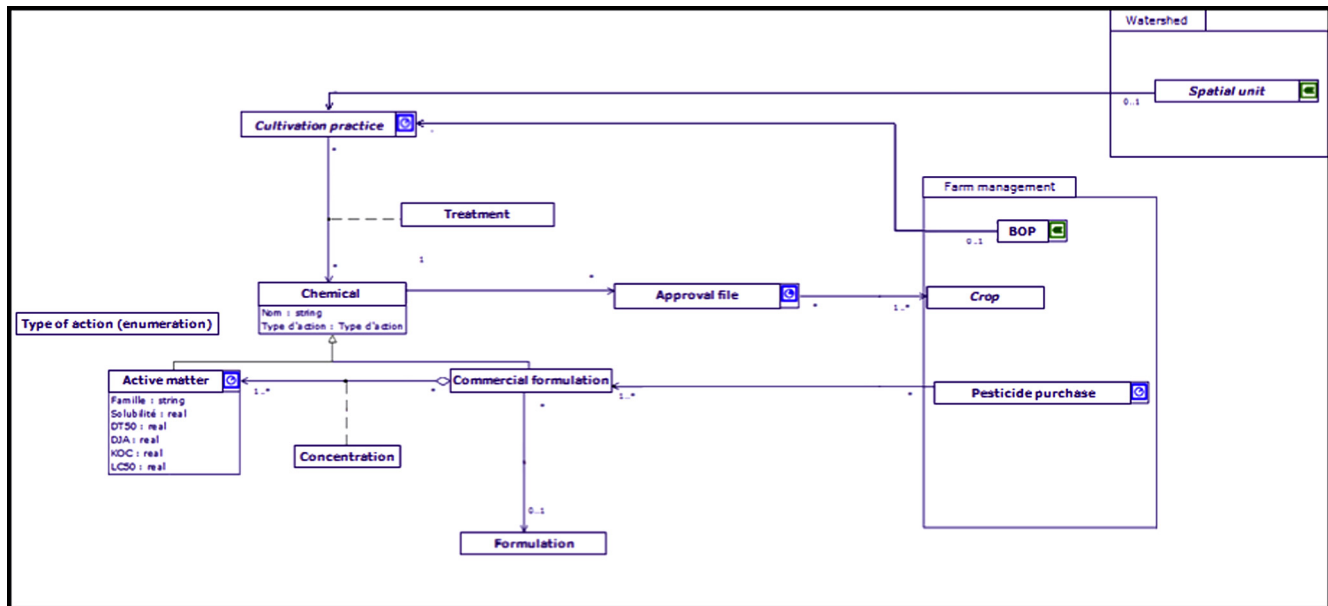 Watershed
Spatial unit
0..1
Cultivation practice
*
*
Farm management
Treatment
BOP
0..1
*
1
*
Chemical
Nom : string
Type d'action : Type d'action
Approval file
*
1..*
Crop
Type of action (enumeration)
Active matter
Famille : string
Solubilité : real
DT50 : real
DJA : real
KOC : real
LC50 : real
1..*
*
Commercial formulation
1..*
*
Pesticide purchase
*
Concentration
0..1
Formulation